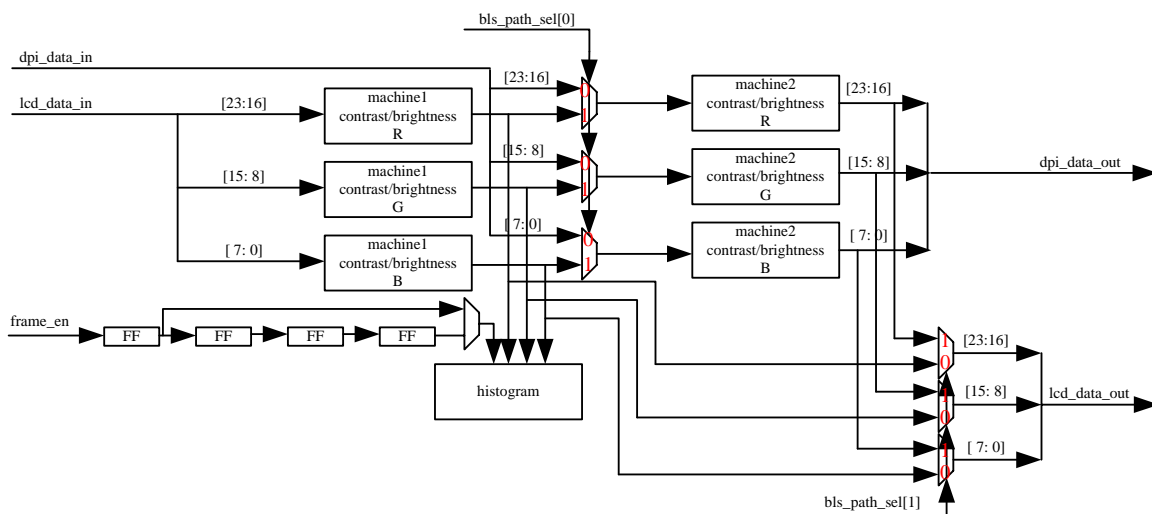 bls_path_sel[0]
dpi_data_in
[23:16]
machine2
contrast/brightness
R
[23:16]
lcd_data_in
[23:16]
machine1
contrast/brightness
R
0
1
[15: 8]
machine2
contrast/brightness
G
[15: 8]
dpi_data_out
[15: 8]
machine1
contrast/brightness
G
0
1
[ 7: 0]
machine2
contrast/brightness
B
[ 7: 0]
[ 7: 0]
machine1
contrast/brightness
B
0
1
frame_en
FF
FF
FF
FF
histogram
1
0
[23:16]
1
0
[15: 8]
lcd_data_out
1
0
[ 7: 0]
bls_path_sel[1]